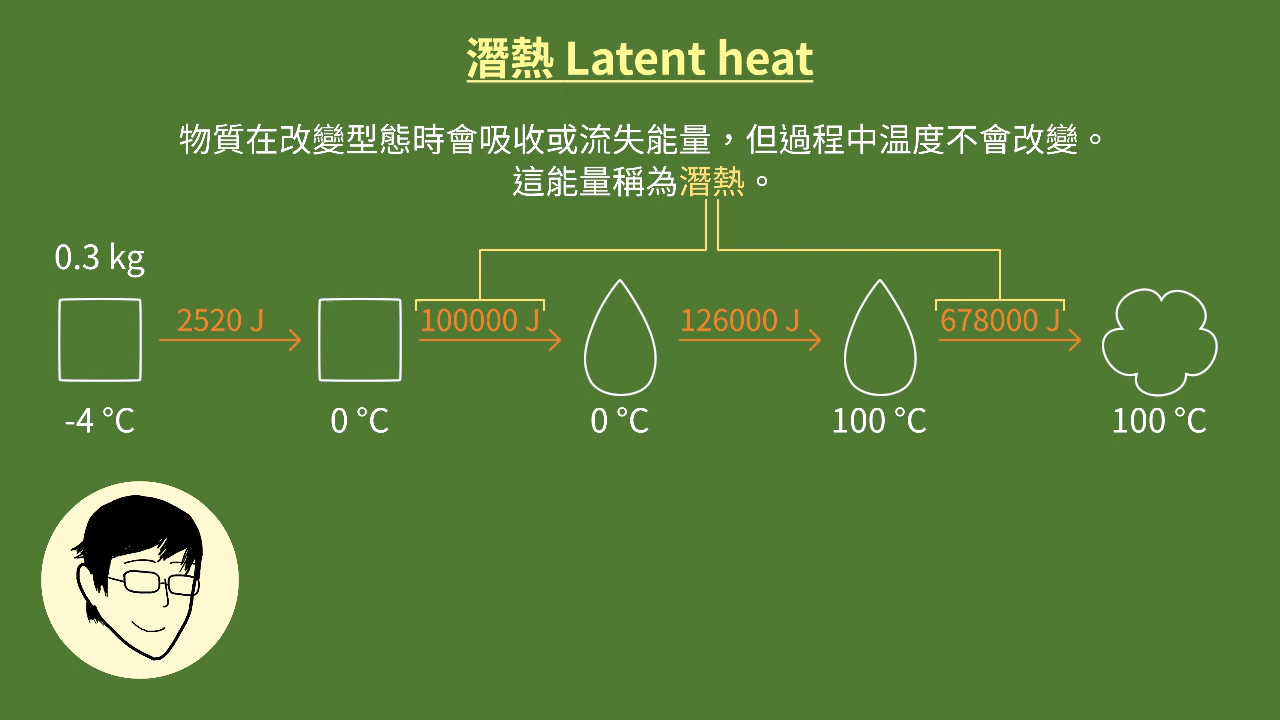 潛熱 Latent heat
物質在改變型態時會吸收或流失能量，但過程中温度不會改變。
這能量稱為潛熱。
0.3 kg
2520 J
100000 J
126000 J
678000 J
-4 °C
0 °C
0 °C
100 °C
100 °C